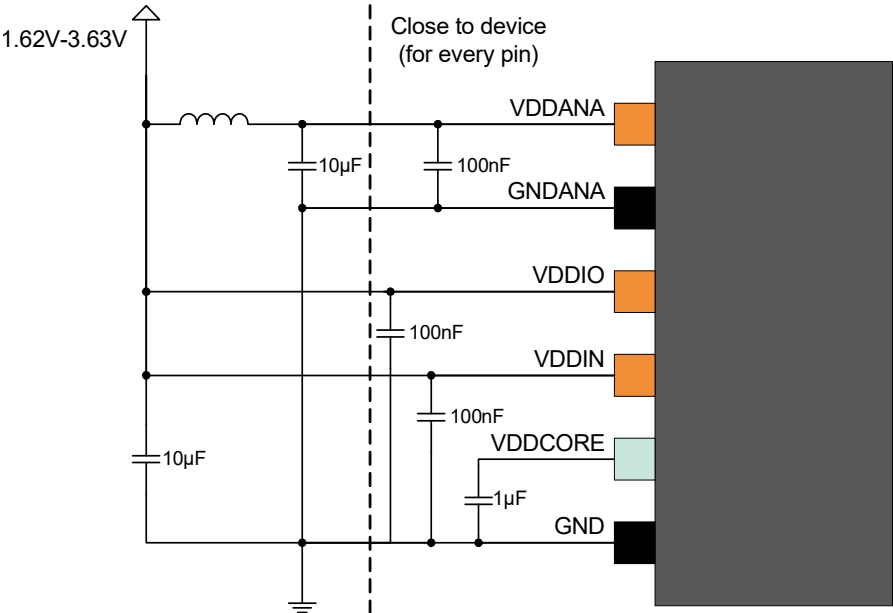 1.62V-3.63V
Close to device
(for every pin)
VDDANA
10µF
100nF
GNDANA
VDDIO
100nF
VDDIN
100nF
VDDCORE
10µF
1µF
GND